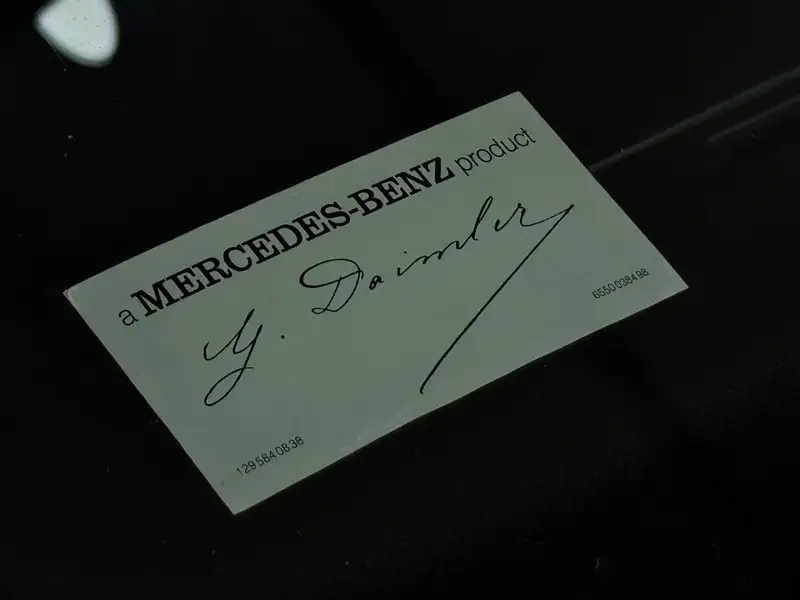 a MERCEDES-BENZ product
G. Daimler
129 584 08 38
6550 0384 98